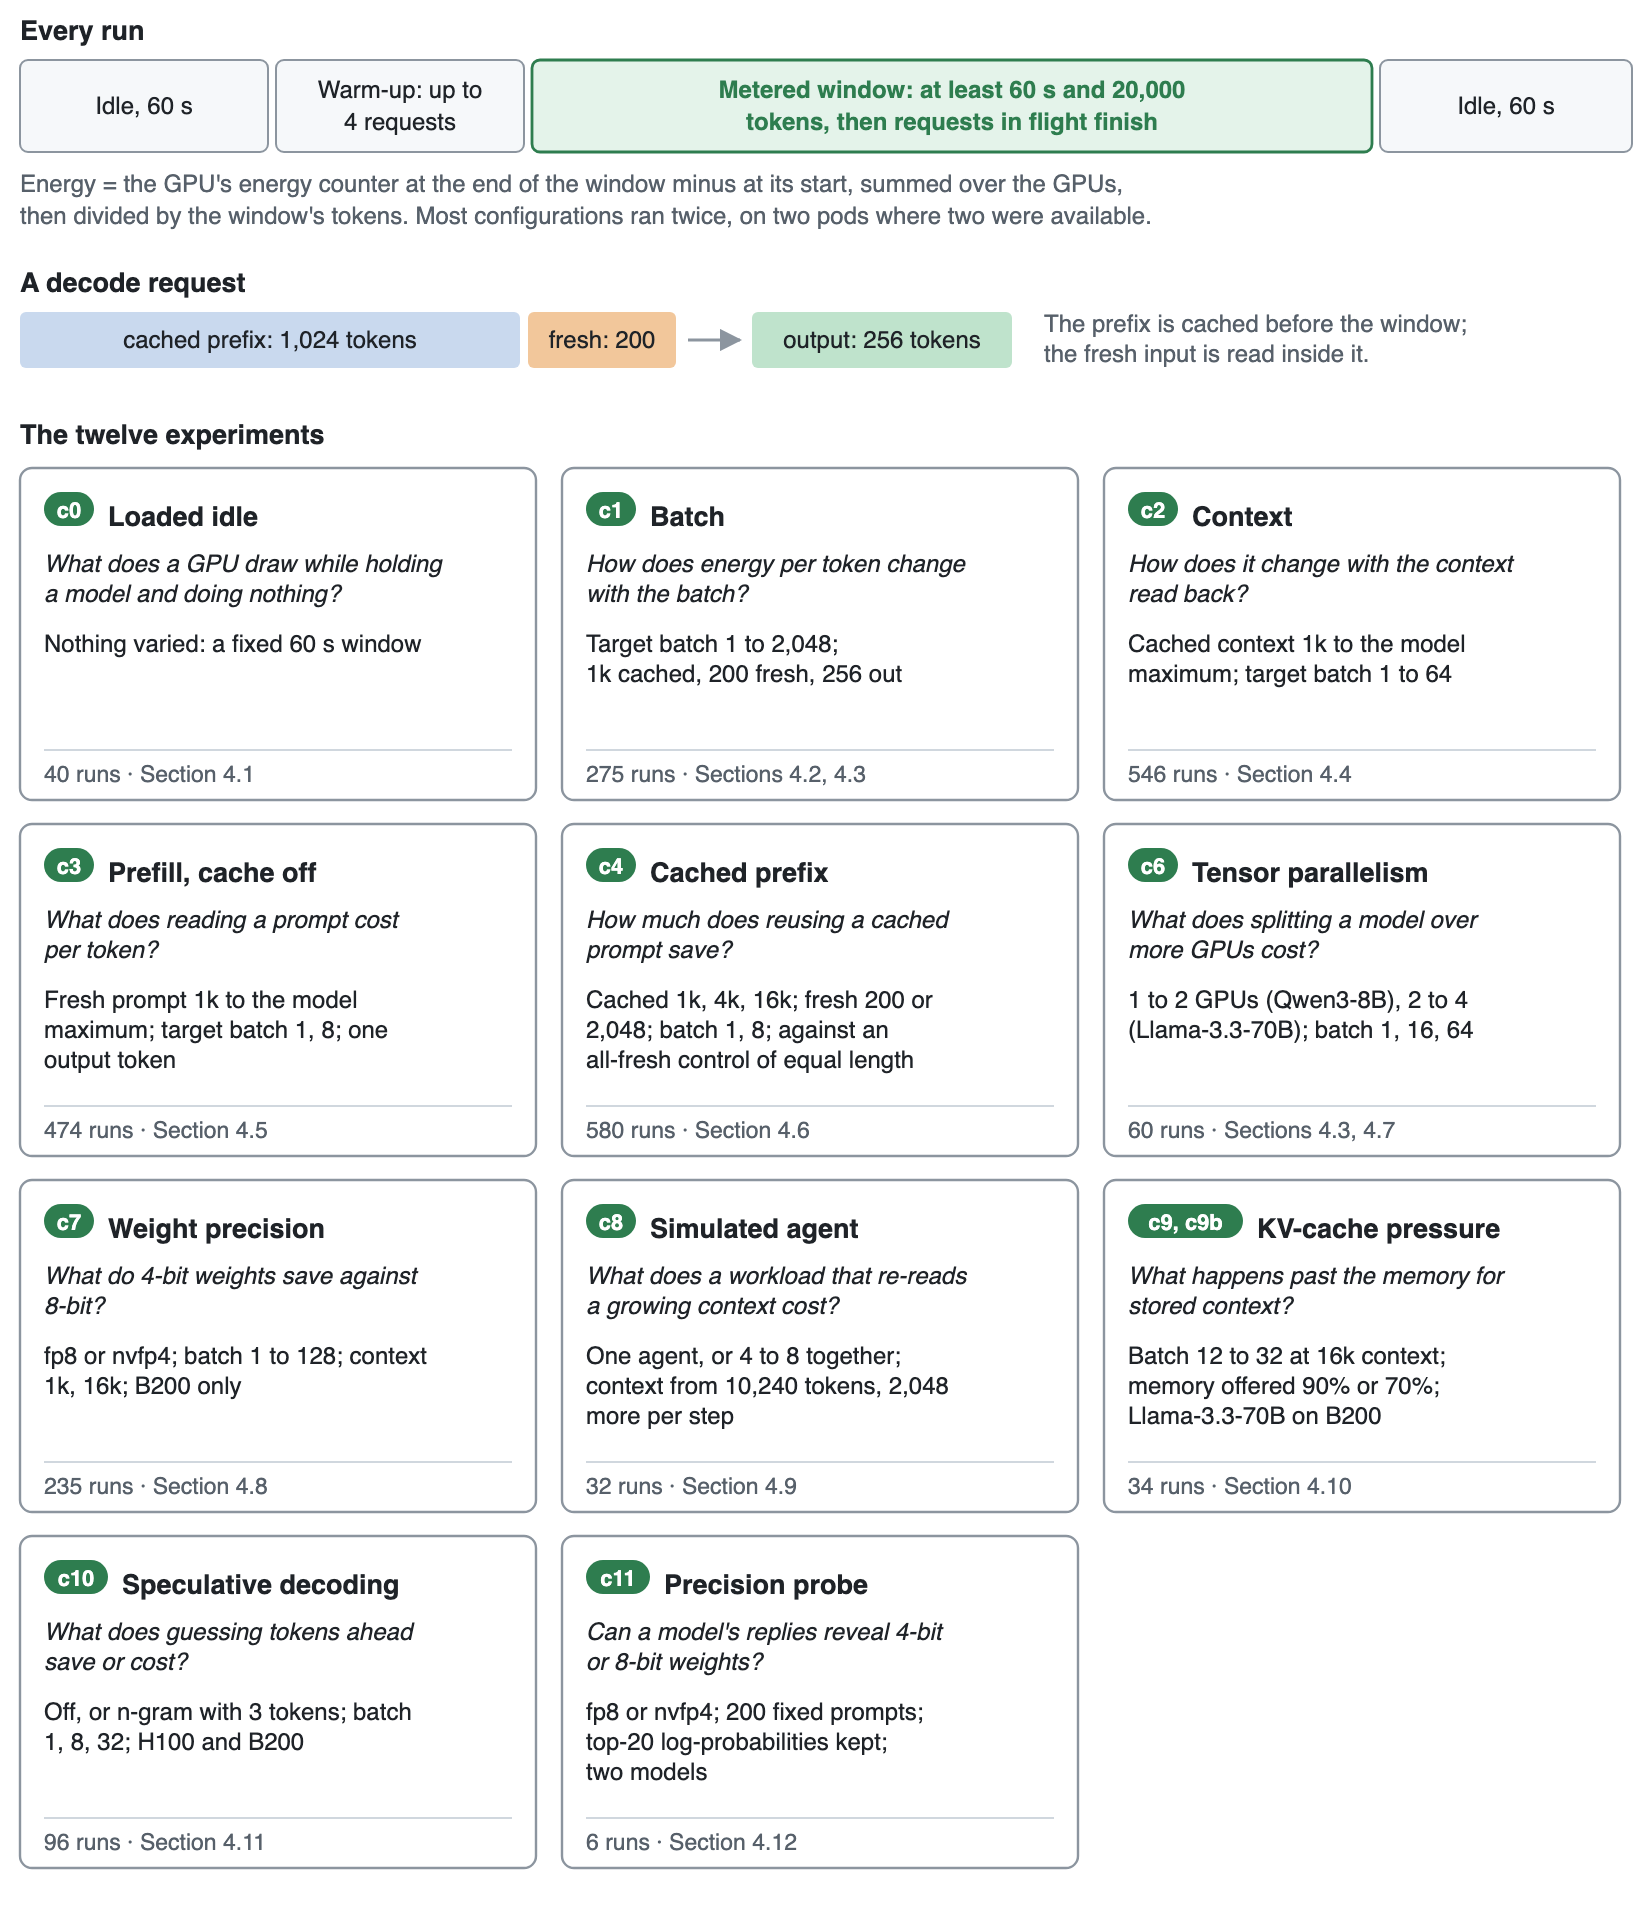 Every run
Idle, 60 s
Warm-up: up to
4 requests
Metered window: at least 60 s and 20,000
tokens, then requests in flight finish
Idle, 60 s
Energy = the GPU's energy counter at the end of the window minus at its start, summed over the GPUs,
then divided by the window's tokens. Most configurations ran twice, on two pods where two were available.
A decode request
cached prefix: 1,024 tokens
fresh: 200
output: 256 tokens
The prefix is cached before the window;
the fresh input is read inside it.
The twelve experiments
c0 Loaded idle
What does a GPU draw while holding
a model and doing nothing?
Nothing varied: a fixed 60 s window
40 runs · Section 4.1
c1 Batch
How does energy per token change
with the batch?
Target batch 1 to 2,048;
1k cached, 200 fresh, 256 out
275 runs · Sections 4.2, 4.3
c2 Context
How does it change with the context
read back?
Cached context 1k to the model
maximum; target batch 1 to 64
546 runs · Section 4.4
c3 Prefill, cache off
What does reading a prompt cost
per token?
Fresh prompt 1k to the model
maximum; target batch 1, 8; one
output token
474 runs · Section 4.5
c4 Cached prefix
How much does reusing a cached
prompt save?
Cached 1k, 4k, 16k; fresh 200 or
2,048; batch 1, 8; against an
all-fresh control of equal length
580 runs · Section 4.6
c6 Tensor parallelism
What does splitting a model over
more GPUs cost?
1 to 2 GPUs (Qwen3-8B), 2 to 4
(Llama-3.3-70B); batch 1, 16, 64
60 runs · Sections 4.3, 4.7
c7 Weight precision
What do 4-bit weights save against
8-bit?
fp8 or nvfp4; batch 1 to 128; context
1k, 16k; B200 only
235 runs · Section 4.8
c8 Simulated agent
What does a workload that re-reads
a growing context cost?
One agent, or 4 to 8 together;
context from 10,240 tokens, 2,048
more per step
32 runs · Section 4.9
c9, c9b KV-cache pressure
What happens past the memory for
stored context?
Batch 12 to 32 at 16k context;
memory offered 90% or 70%;
Llama-3.3-70B on B200
34 runs · Section 4.10
c10 Speculative decoding
What does guessing tokens ahead
save or cost?
Off, or n-gram with 3 tokens; batch
1, 8, 32; H100 and B200
96 runs · Section 4.11
c11 Precision probe
Can a model's replies reveal 4-bit
or 8-bit weights?
fp8 or nvfp4; 200 fixed prompts;
top-20 log-probabilities kept;
two models
6 runs · Section 4.12